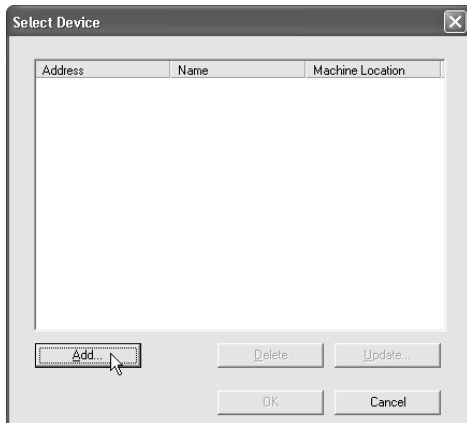 Select Device
Address Name Machine Location
Add... Delete Update...
OK Cancel